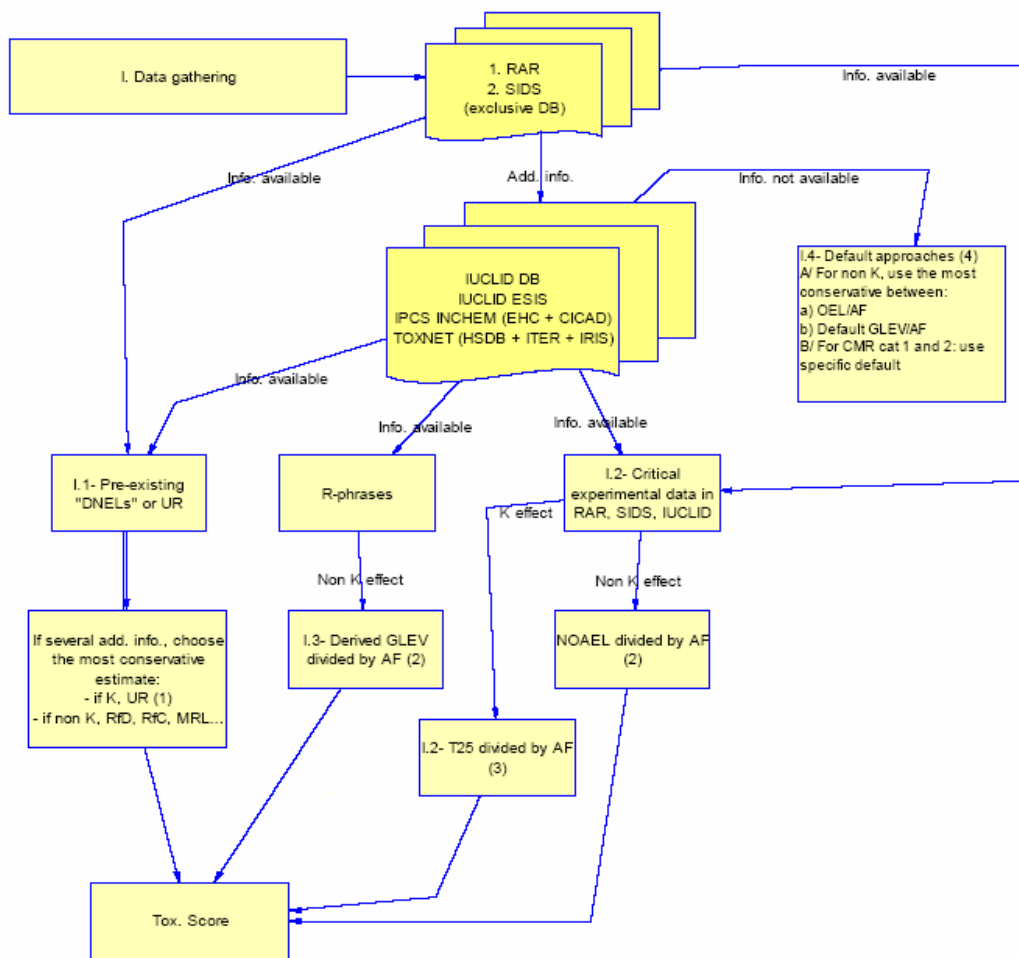 I. Data gathering
1. RAR
2. SIDS
(exclusive DB)
Info. available
Info. available
Add. info.
Info. not available
IUCLID DB
IUCLID ESIS
IPCS INCHEM (EHC + CICAD)
TOXNET (HSDB + ITER + IRIS)
I.4- Default approaches (4)
A/ For non K, use the most
conservative between:
a) OEL/AF
b) Default GLEV/AF
B/ For CMR cat 1 and 2: use
specific default
Info. available
Info. available
Info. available
I.1- Pre-existing
"DNELs" or UR
R-phrases
I.2- Critical
experimental data in
RAR, SIDS, IUCLID
K effect
Non K effect
Non K effect
If several add. info., choose
the most conservative
estimate:
- if K, UR (1)
- if non K, RfD, RfC, MRL...
I.3- Derived GLEV
divided by AF (2)
NOAEL divided by AF
(2)
I.2- T25 divided by AF
(3)
Tox. Score